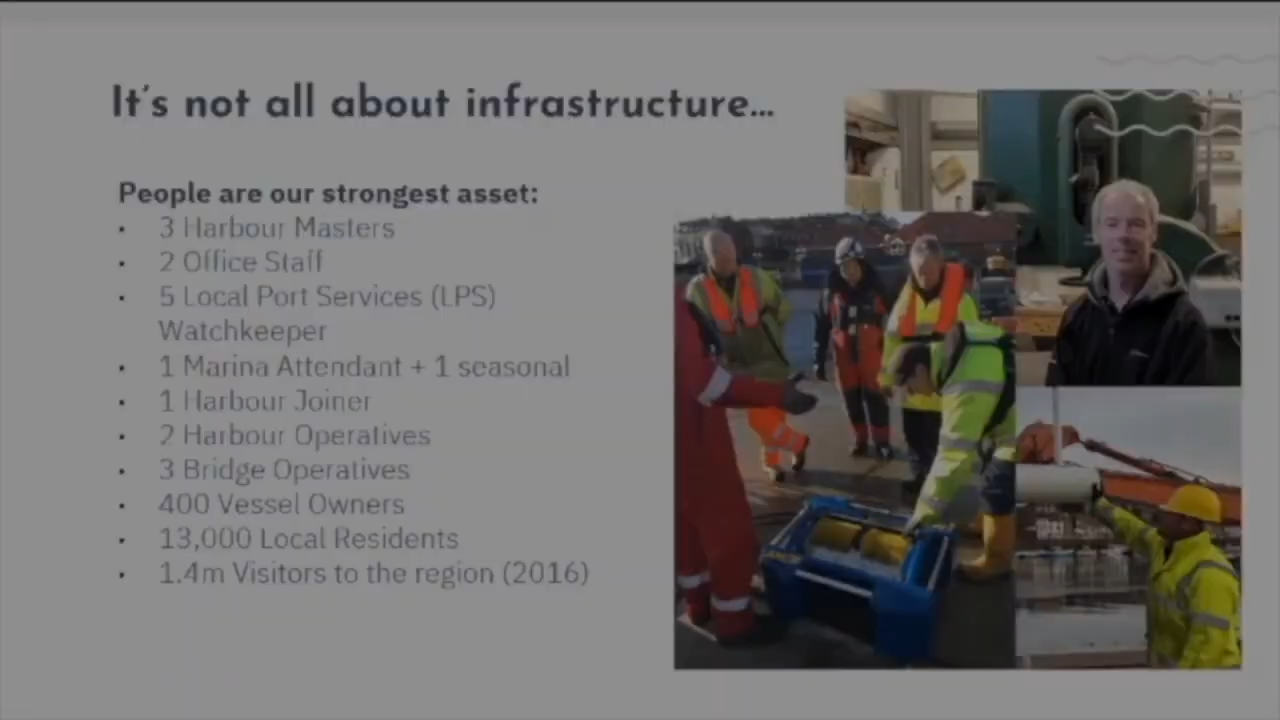 It's not all about infrastructure...
People are our strongest asset:
• 3 Harbour Masters
• 2 Office Staff
• 5 Local Port Services (LPS)
Watchkeeper
• 1 Marina Attendant + 1 seasonal
• 1 Harbour Joiner
• 2 Harbour Operatives
• 3 Bridge Operatives
• 400 Vessel Owners
• 13,000 Local Residents
• 1.4m Visitors to the region (2016)